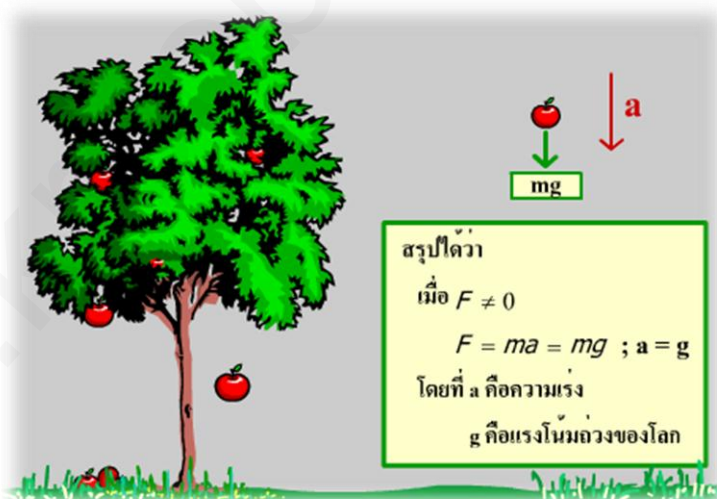 a
mg
สรุปได้ว่า
เมื่อ F ≠ 0
F = ma = mg ; a = g
โดยที่ a คือความเร่ง
g คือแรงโน้มถ่วงของโลก